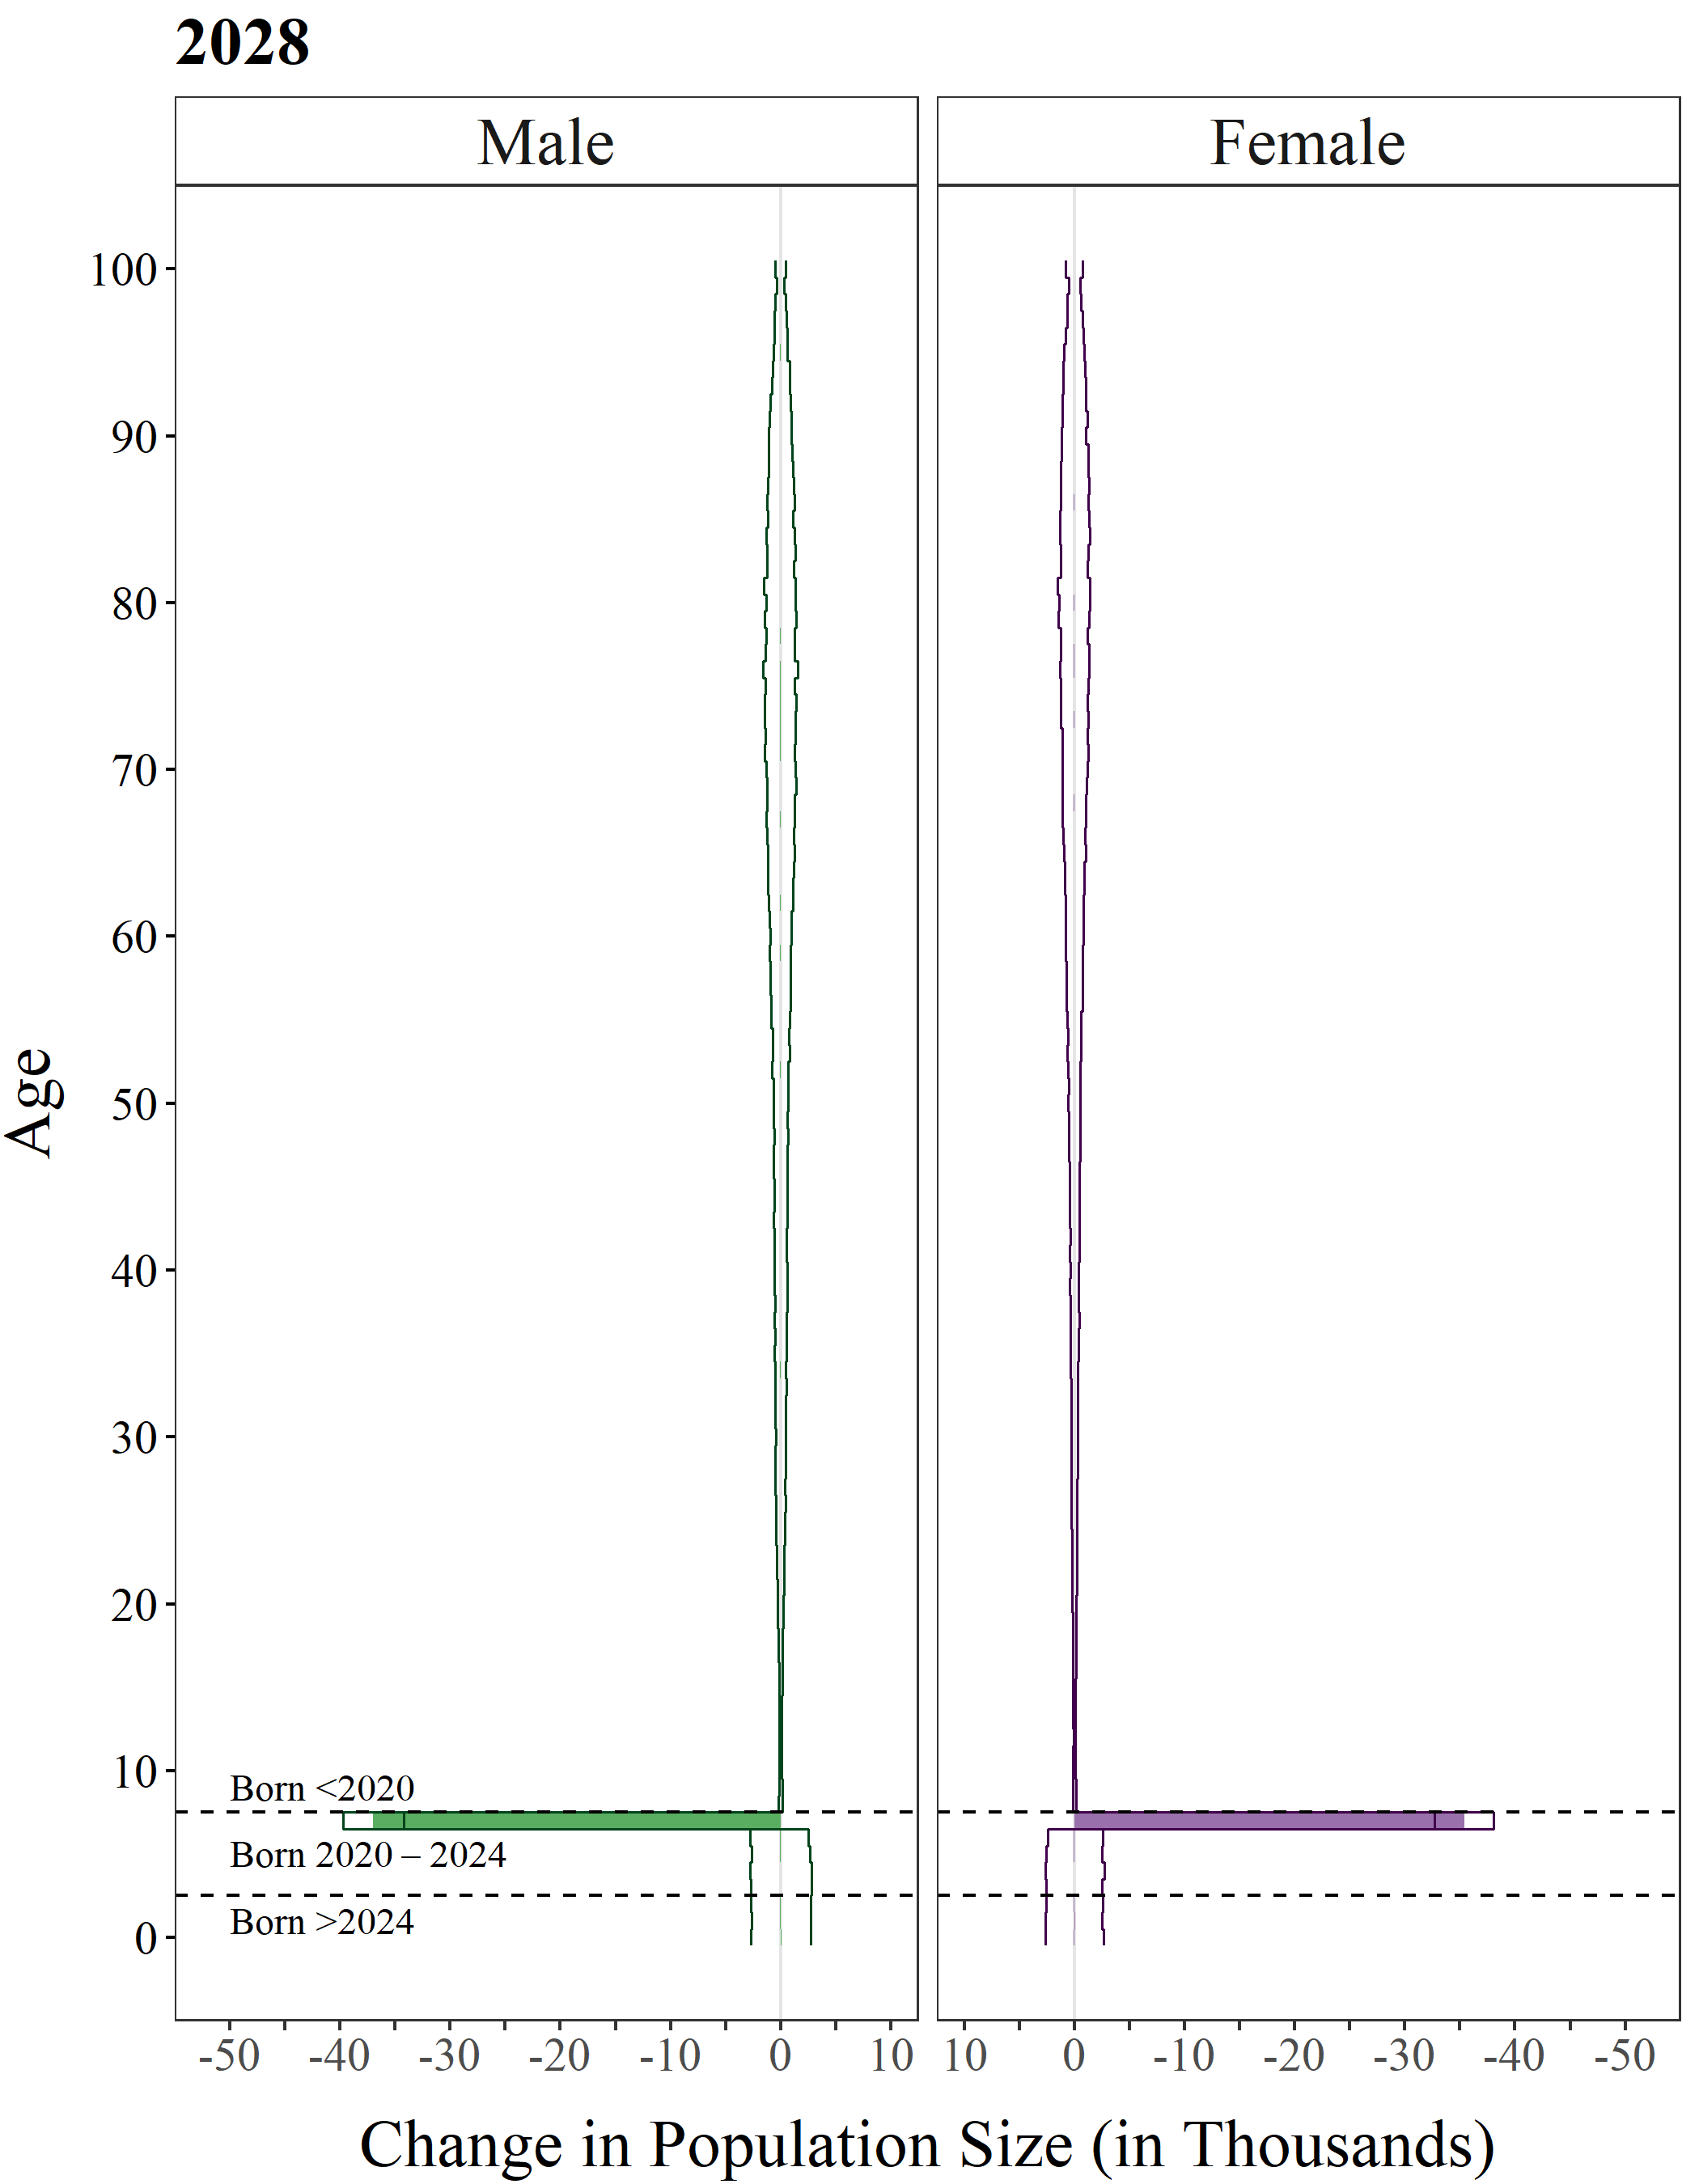 2028
Male
Female
100
90
80
70
60
50
40
30
20
10
0
Age
Born <2020
Born 2020 – 2024
Born >2024
-50 -40 -30 -20 -10 0 10
10 0 -10 -20 -30 -40 -50
Change in Population Size (in Thousands)